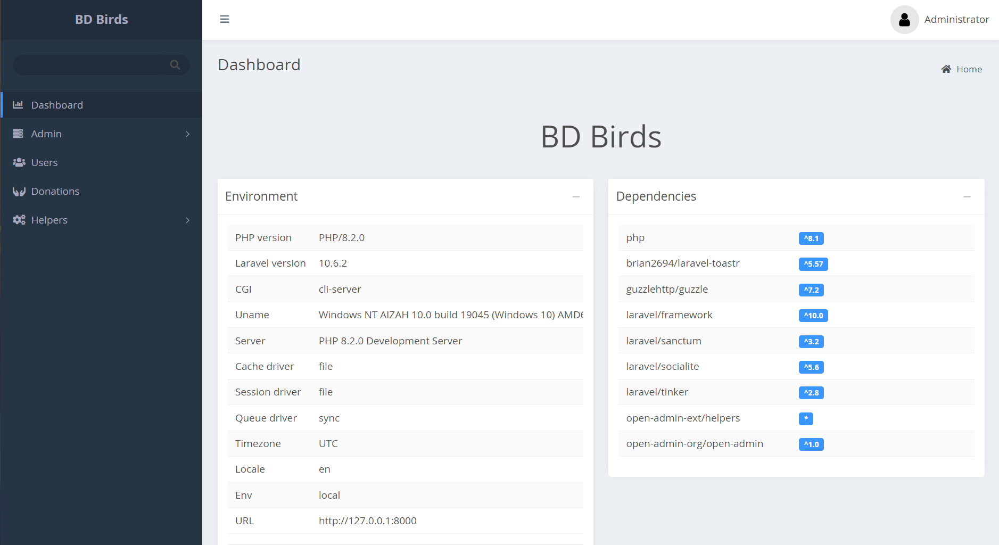 BD Birds
Administrator
Dashboard
Home
Dashboard
Admin
Users
Donations
Helpers
BD Birds
Environment
PHP version PHP/8.2.0
Laravel version 10.6.2
CGI cli-server
Uname Windows NT AIZAH 10.0 build 19045 (Windows 10) AMD6
Server PHP 8.2.0 Development Server
Cache driver file
Session driver file
Queue driver sync
Timezone UTC
Locale en
Env local
URL http://127.0.0.1:8000
Dependencies
php ^8.1
brian2694/laravel-toastr ^5.57
guzzlehttp/guzzle ^7.2
laravel/framework ^10.0
laravel/sanctum ^3.2
laravel/socialite ^5.6
laravel/tinker ^2.8
open-admin-ext/helpers *
open-admin-org/open-admin ^1.0